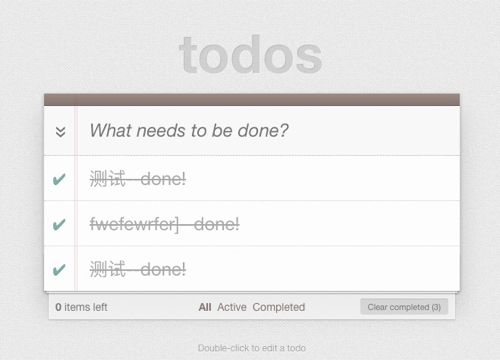 todos
What needs to be done?
测试--done!
fwefewrfer]--done!
测试--done!
0 items left All Active Completed Clear completed (3)
Double-click to edit a todo